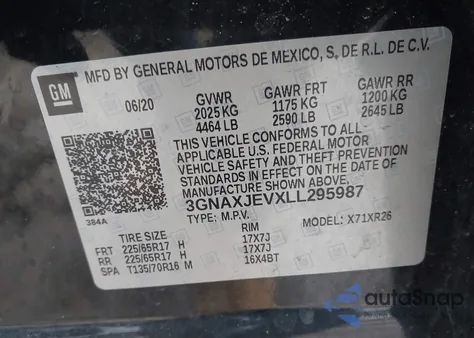 MFD BY GENERAL MOTORS DE MEXICO, S, DE R.L. DE C.V.
GM
06/20 GVWR GAWR FRT GAWR RR
2025 KG 1175 KG 1200 KG
4464 LB 2590 LB 2645 LB
THIS VEHICLE CONFORMS TO ALL
APPLICABLE U.S. FEDERAL MOTOR
VEHICLE SAFETY AND THEFT PREVENTION
STANDARDS IN EFFECT ON THE DATE OF
MANUFACTURE SHOWN ABOVE.
3GNAXJEVXLL295987
384A TYPE: M.P.V. MODEL: X71XR26
TIRE SIZE RIM
FRT 225/65R17 H 17X7J
RR 225/65R17 H 17X7J
SPA T135/70R16 M 16X4BT
autoSnap